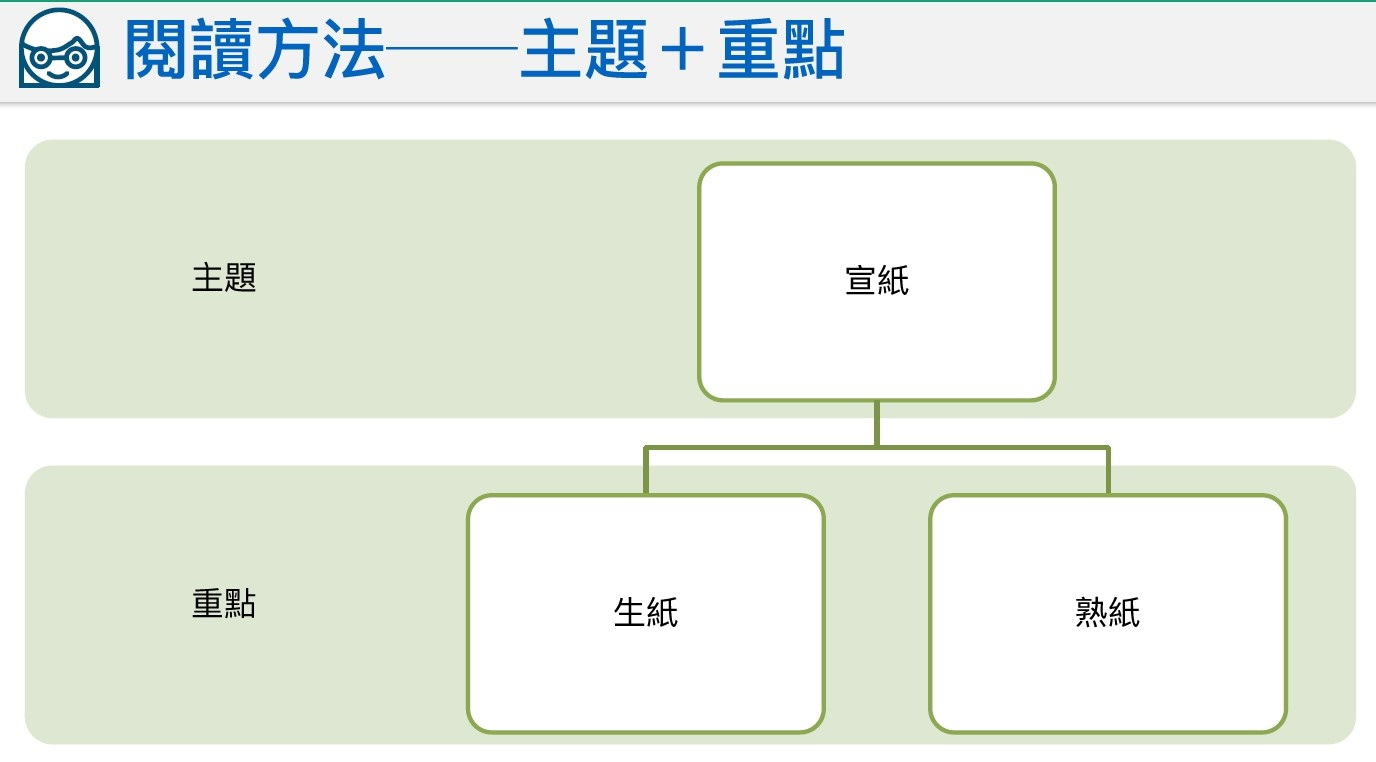 閱讀方法——主題＋重點
主題
宣紙
重點
生紙
熟紙